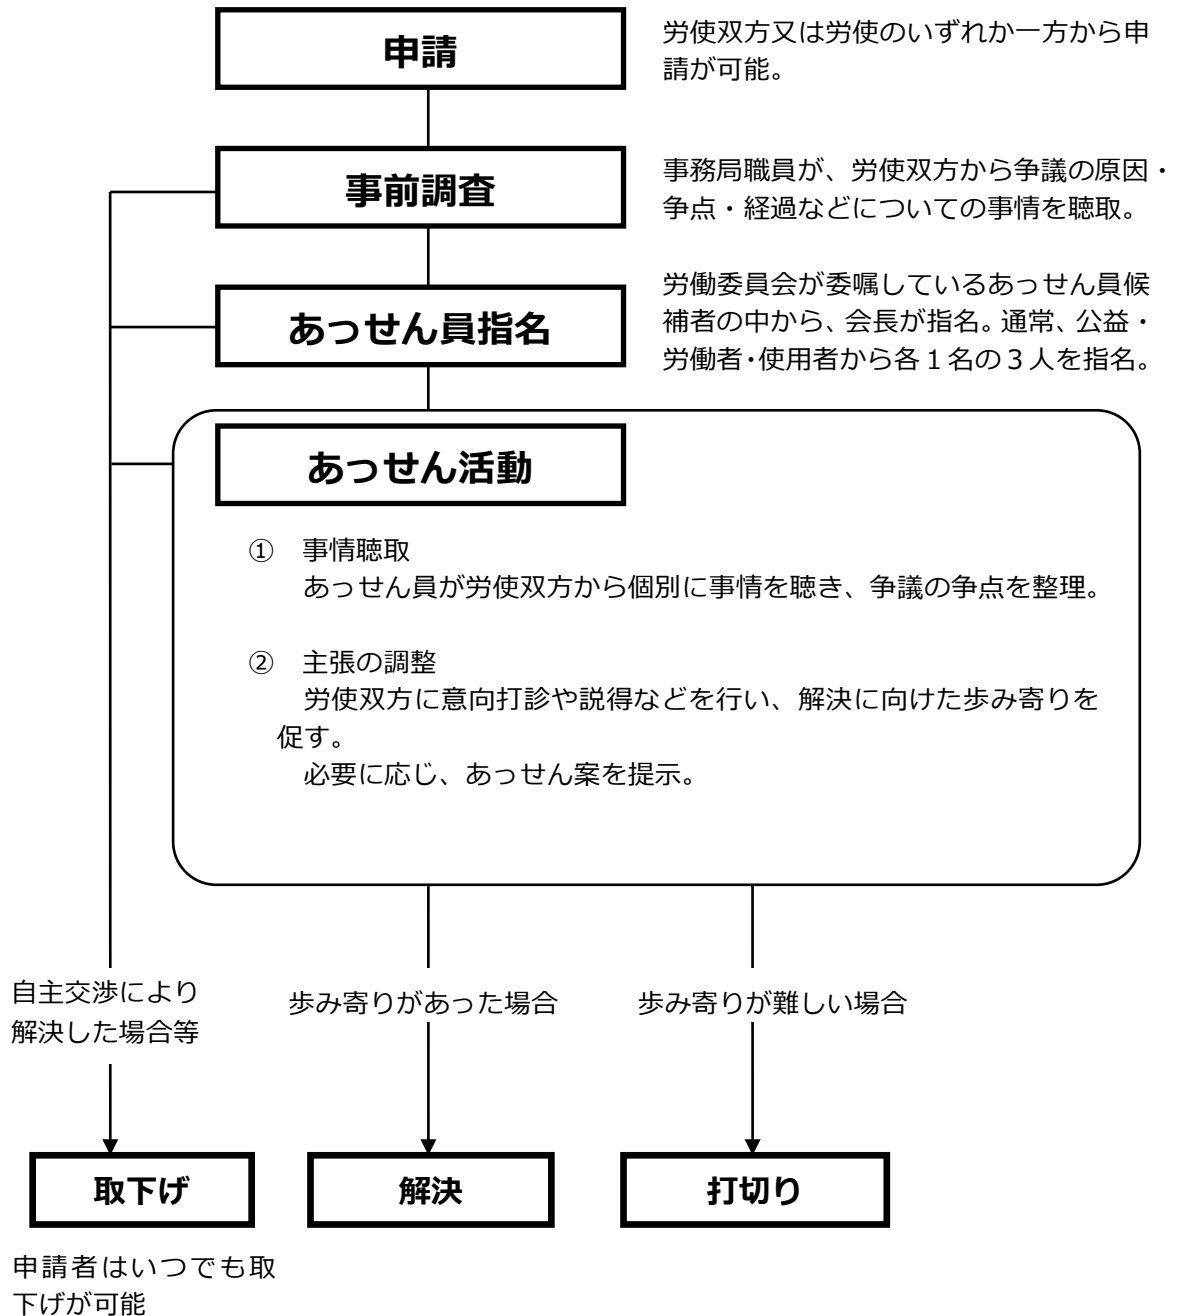 申請
労使双方又は労使のいずれか一方から申
請が可能。
事前調査
事務局職員が、労使双方から争議の原因・
争点・経過などについての事情を聴取。
あっせん員指名
労働委員会が委嘱しているあっせん員候
補者の中から、会長が指名。通常、公益・
労働者・使用者から各１名の３人を指名。
あっせん活動
① 事情聴取
あっせん員が労使双方から個別に事情を聴き、争議の争点を整理。
② 主張の調整
労使双方に意向打診や説得などを行い、解決に向けた歩み寄りを
促す。
必要に応じ、あっせん案を提示。
自主交渉により
解決した場合等
歩み寄りがあった場合
歩み寄りが難しい場合
取下げ
解決
打切り
申請者はいつでも取
下げが可能